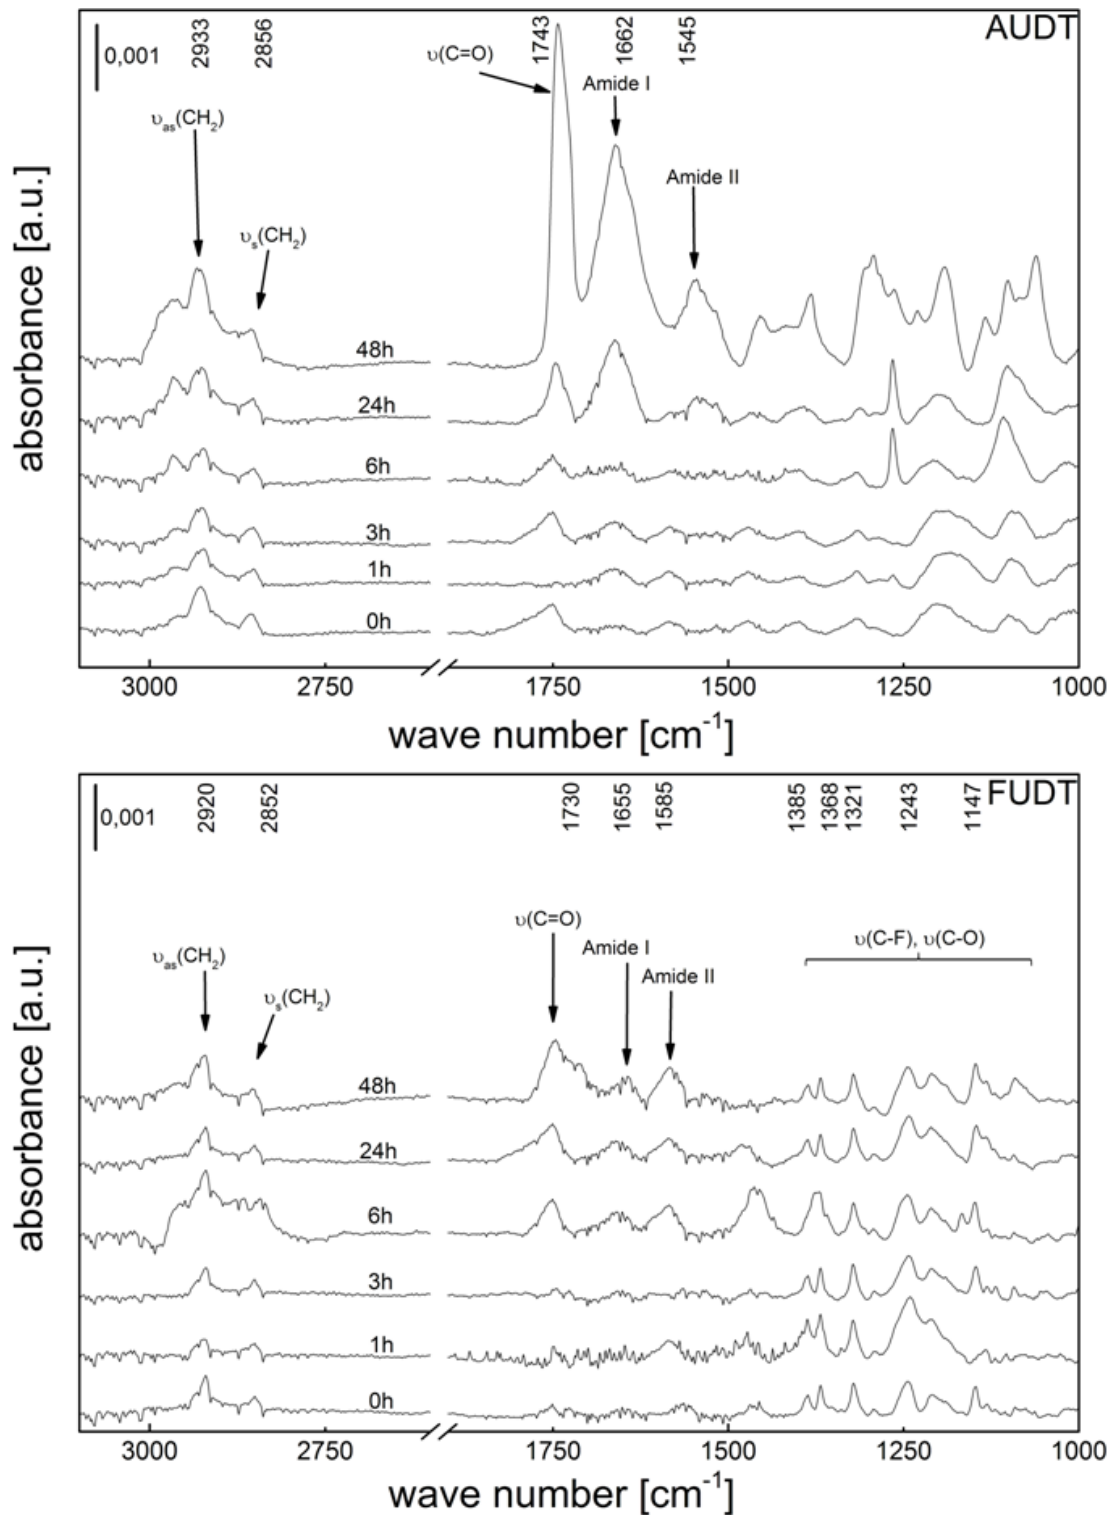 AUDT
0,001
2933
2856
1743
1662
1545
υ(C=O)
Amide I
υas(CH2)
Amide II
υs(CH2)
48h
24h
6h
3h
1h
0h
absorbance [a.u.]
3000 2750 1750 1500 1250 1000
wave number [cm-1]
FUDT
0,001
2920
2852
1730
1655
1585
1385
1368
1321
1243
1147
υ(C=O)
υ(C-F), υ(C-O)
Amide I
υas(CH2)
Amide II
υs(CH2)
48h
24h
6h
3h
1h
0h
absorbance [a.u.]
3000 2750 1750 1500 1250 1000
wave number [cm-1]